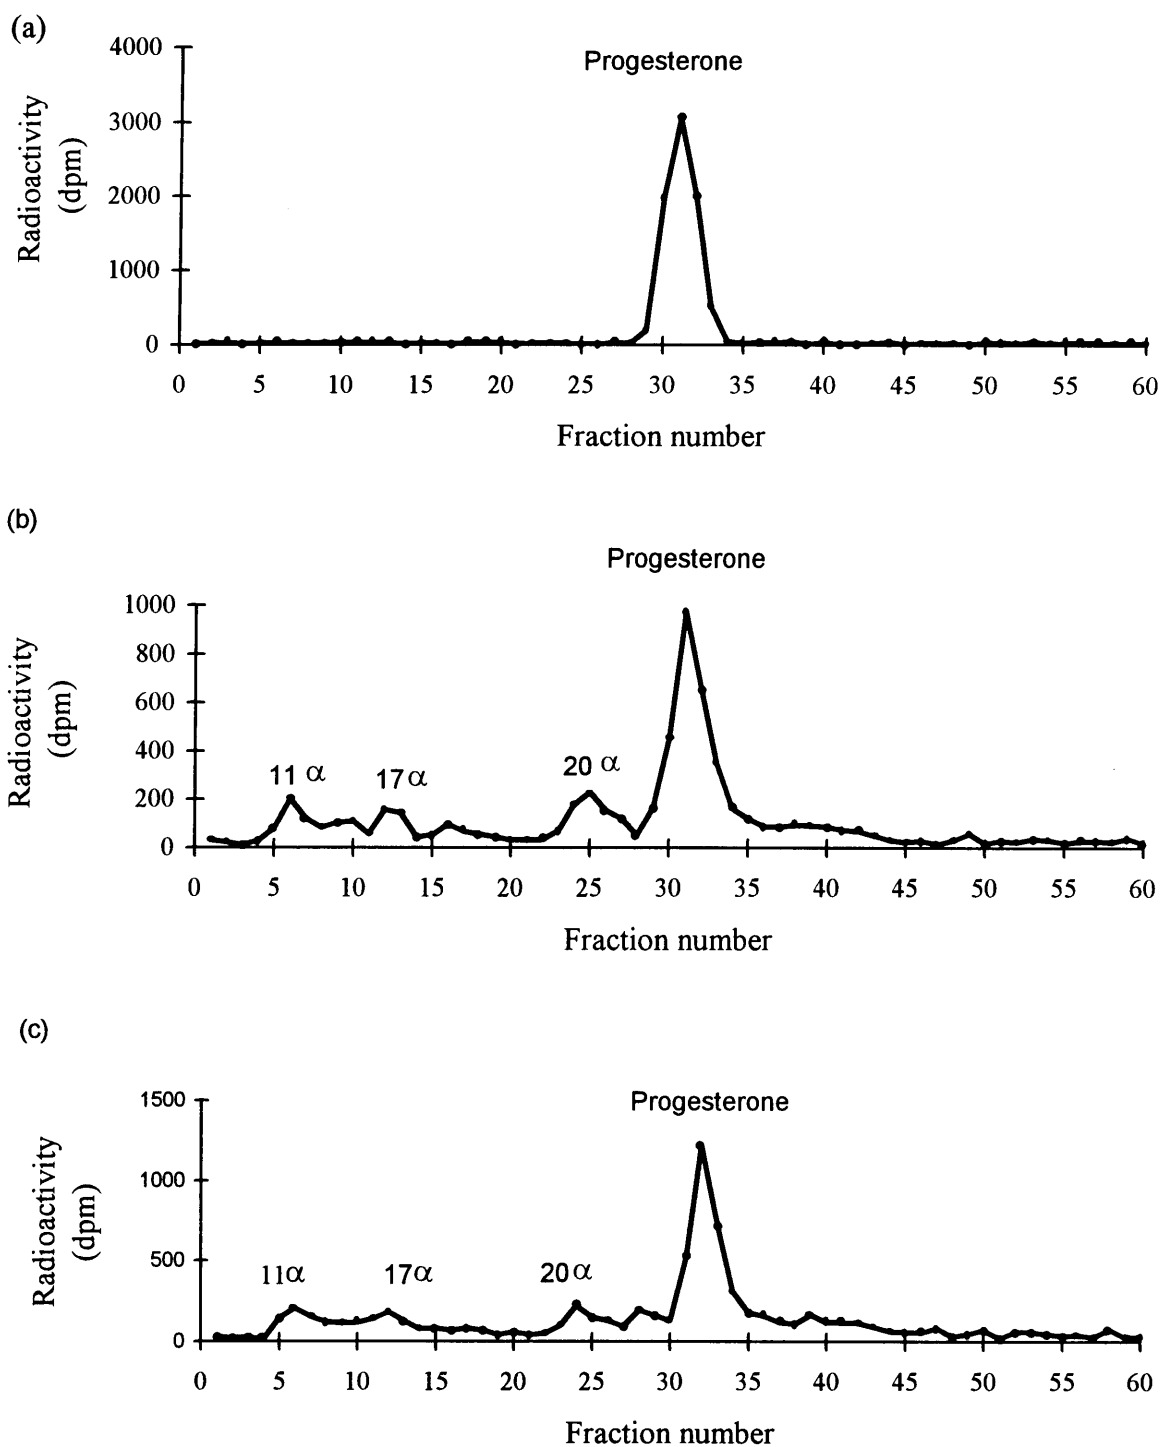 (a)
Progesterone
Radioactivity
(dpm)
4000
3000
2000
1000
0
0 5 10 15 20 25 30 35 40 45 50 55 60
Fraction number
(b)
Progesterone
Radioactivity
(dpm)
1000
800
600
400
200
0
11 α 17α 20 α
0 5 10 15 20 25 30 35 40 45 50 55 60
Fraction number
(c)
Progesterone
Radioactivity
(dpm)
1500
1000
500
0
11α 17α 20α
0 5 10 15 20 25 30 35 40 45 50 55 60
Fraction number